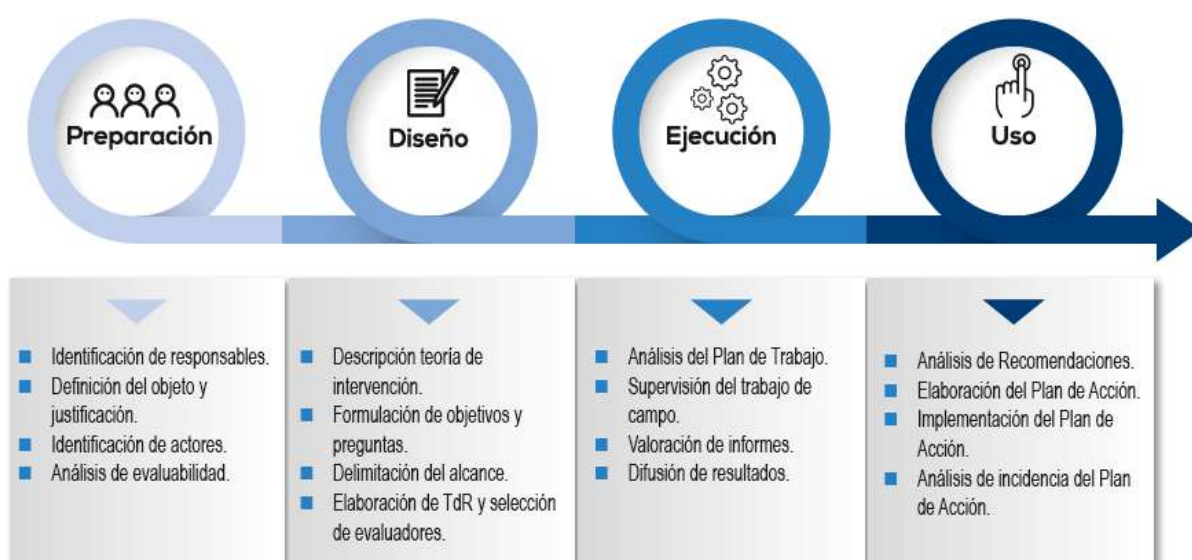 Preparación
Diseño
Ejecución
Uso
Identificación de responsables.
Definición del objeto y
justificación.
Identificación de actores.
Análisis de evaluabilidad.
Descripción teoría de
intervención.
Formulación de objetivos y
preguntas.
Delimitación del alcance.
Elaboración de TdR y selección
de evaluadores.
Análisis del Plan de Trabajo.
Supervisión del trabajo de
campo.
Valoración de informes.
Difusión de resultados.
Análisis de Recomendaciones.
Elaboración del Plan de Acción.
Implementación del Plan de
Acción.
Análisis de incidencia del Plan
de Acción.